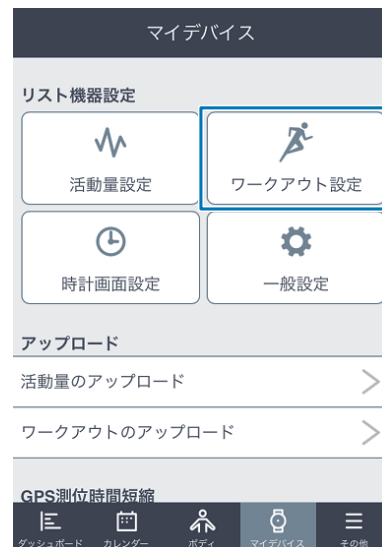 マイデバイス
リスト機器設定
活動量設定
ワークアウト設定
時計画面設定
一般設定
アップロード
活動量のアップロード
ワークアウトのアップロード
GPS測位時間短縮
ダッシュボード
カレンダー
ボディ
マイデバイス
その他